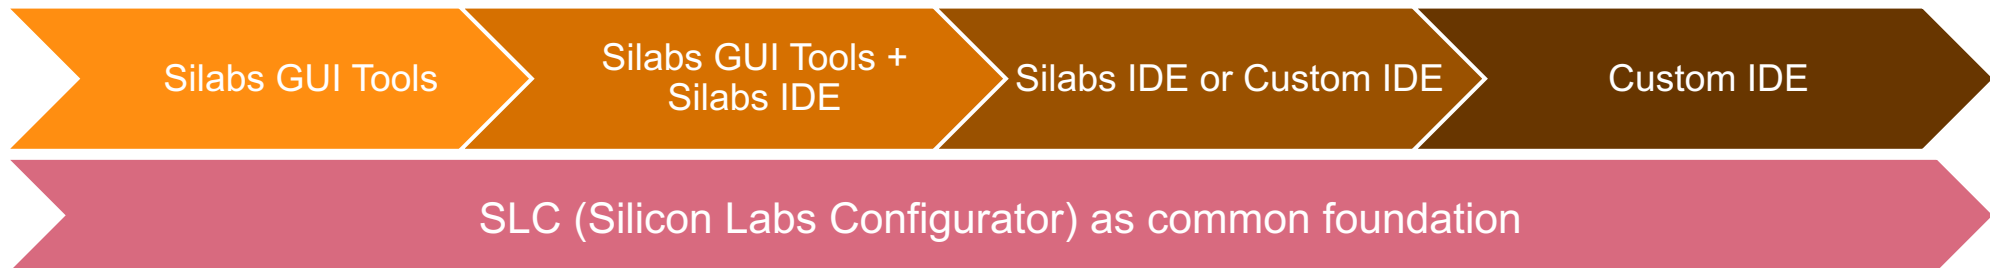 Silabs GUI Tools
Silabs GUI Tools +
Silabs IDE
Silabs IDE or Custom IDE
Custom IDE
SLC (Silicon Labs Configurator) as common foundation